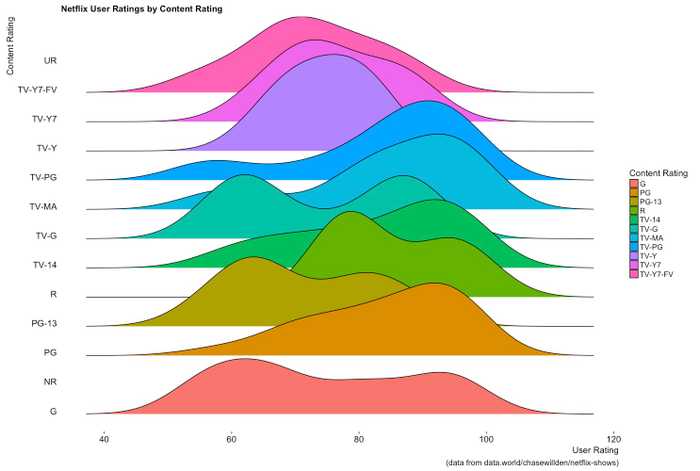 Netflix User Ratings by Content Rating
Content Rating
UR
TV-Y7-FV
TV-Y7
TV-Y
TV-PG
TV-MA
TV-G
TV-14
R
PG-13
PG
NR
G
40
60
80
100
120
User Rating
(data from data.world/chasewillden/netflix-shows)
Content Rating
G
PG
PG-13
R
TV-14
TV-G
TV-MA
TV-PG
TV-Y
TV-Y7
TV-Y7-FV